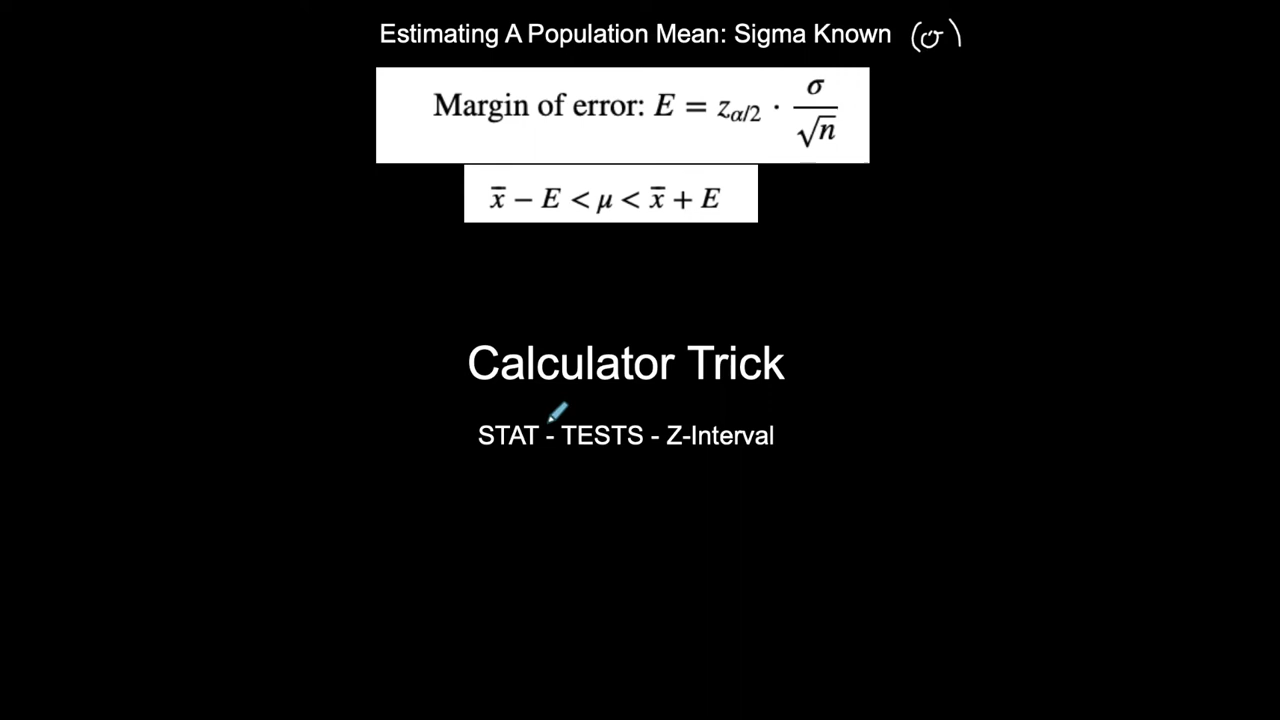 Estimating A Population Mean: Sigma Known (σ)
Margin of error: E = z_{α/2} · σ/√n
x̄ − E < μ < x̄ + E
Calculator Trick
STAT - TESTS - Z-Interval